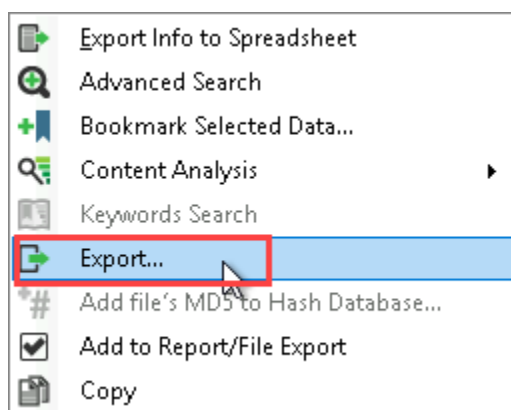 Export Info to Spreadsheet
Advanced Search
Bookmark Selected Data...
Content Analysis
Keywords Search
Export...
Add file's MD5 to Hash Database...
Add to Report/File Export
Copy